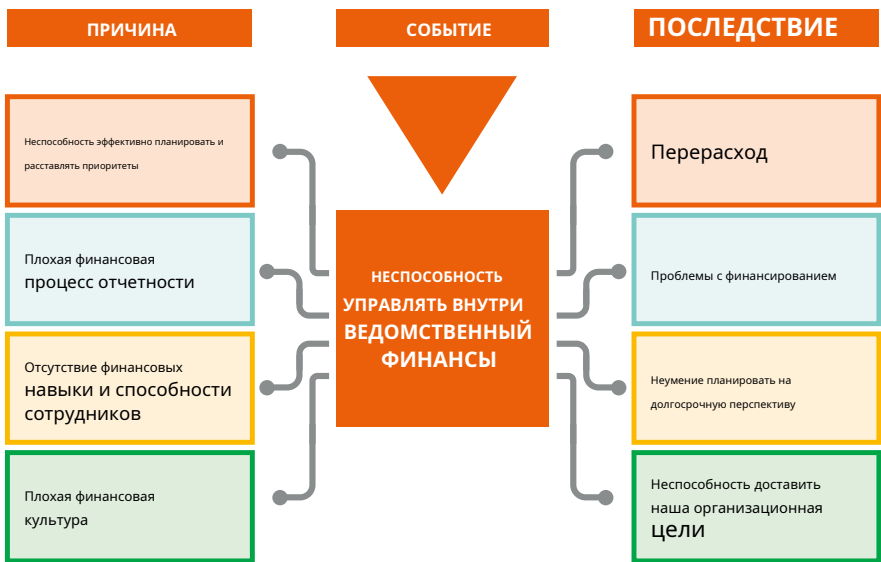 ПРИЧИНА
СОБЫТИЕ
ПОСЛЕДСТВИЕ
Неспособность эффективно планировать и
расставлять приоритеты
Плохая финансовая
процесс отчетности
Отсутствие финансовых
навыки и способности
сотрудников
Плохая финансовая
культура
НЕСПОСОБНОСТЬ
УПРАВЛЯТЬ ВНУТРИ
ВЕДОМСТВЕННЫЙ
ФИНАНСЫ
Перерасход
Проблемы с финансированием
Неумение планировать на
долгосрочную перспективу
Неспособность доставить
наша организационная
цели